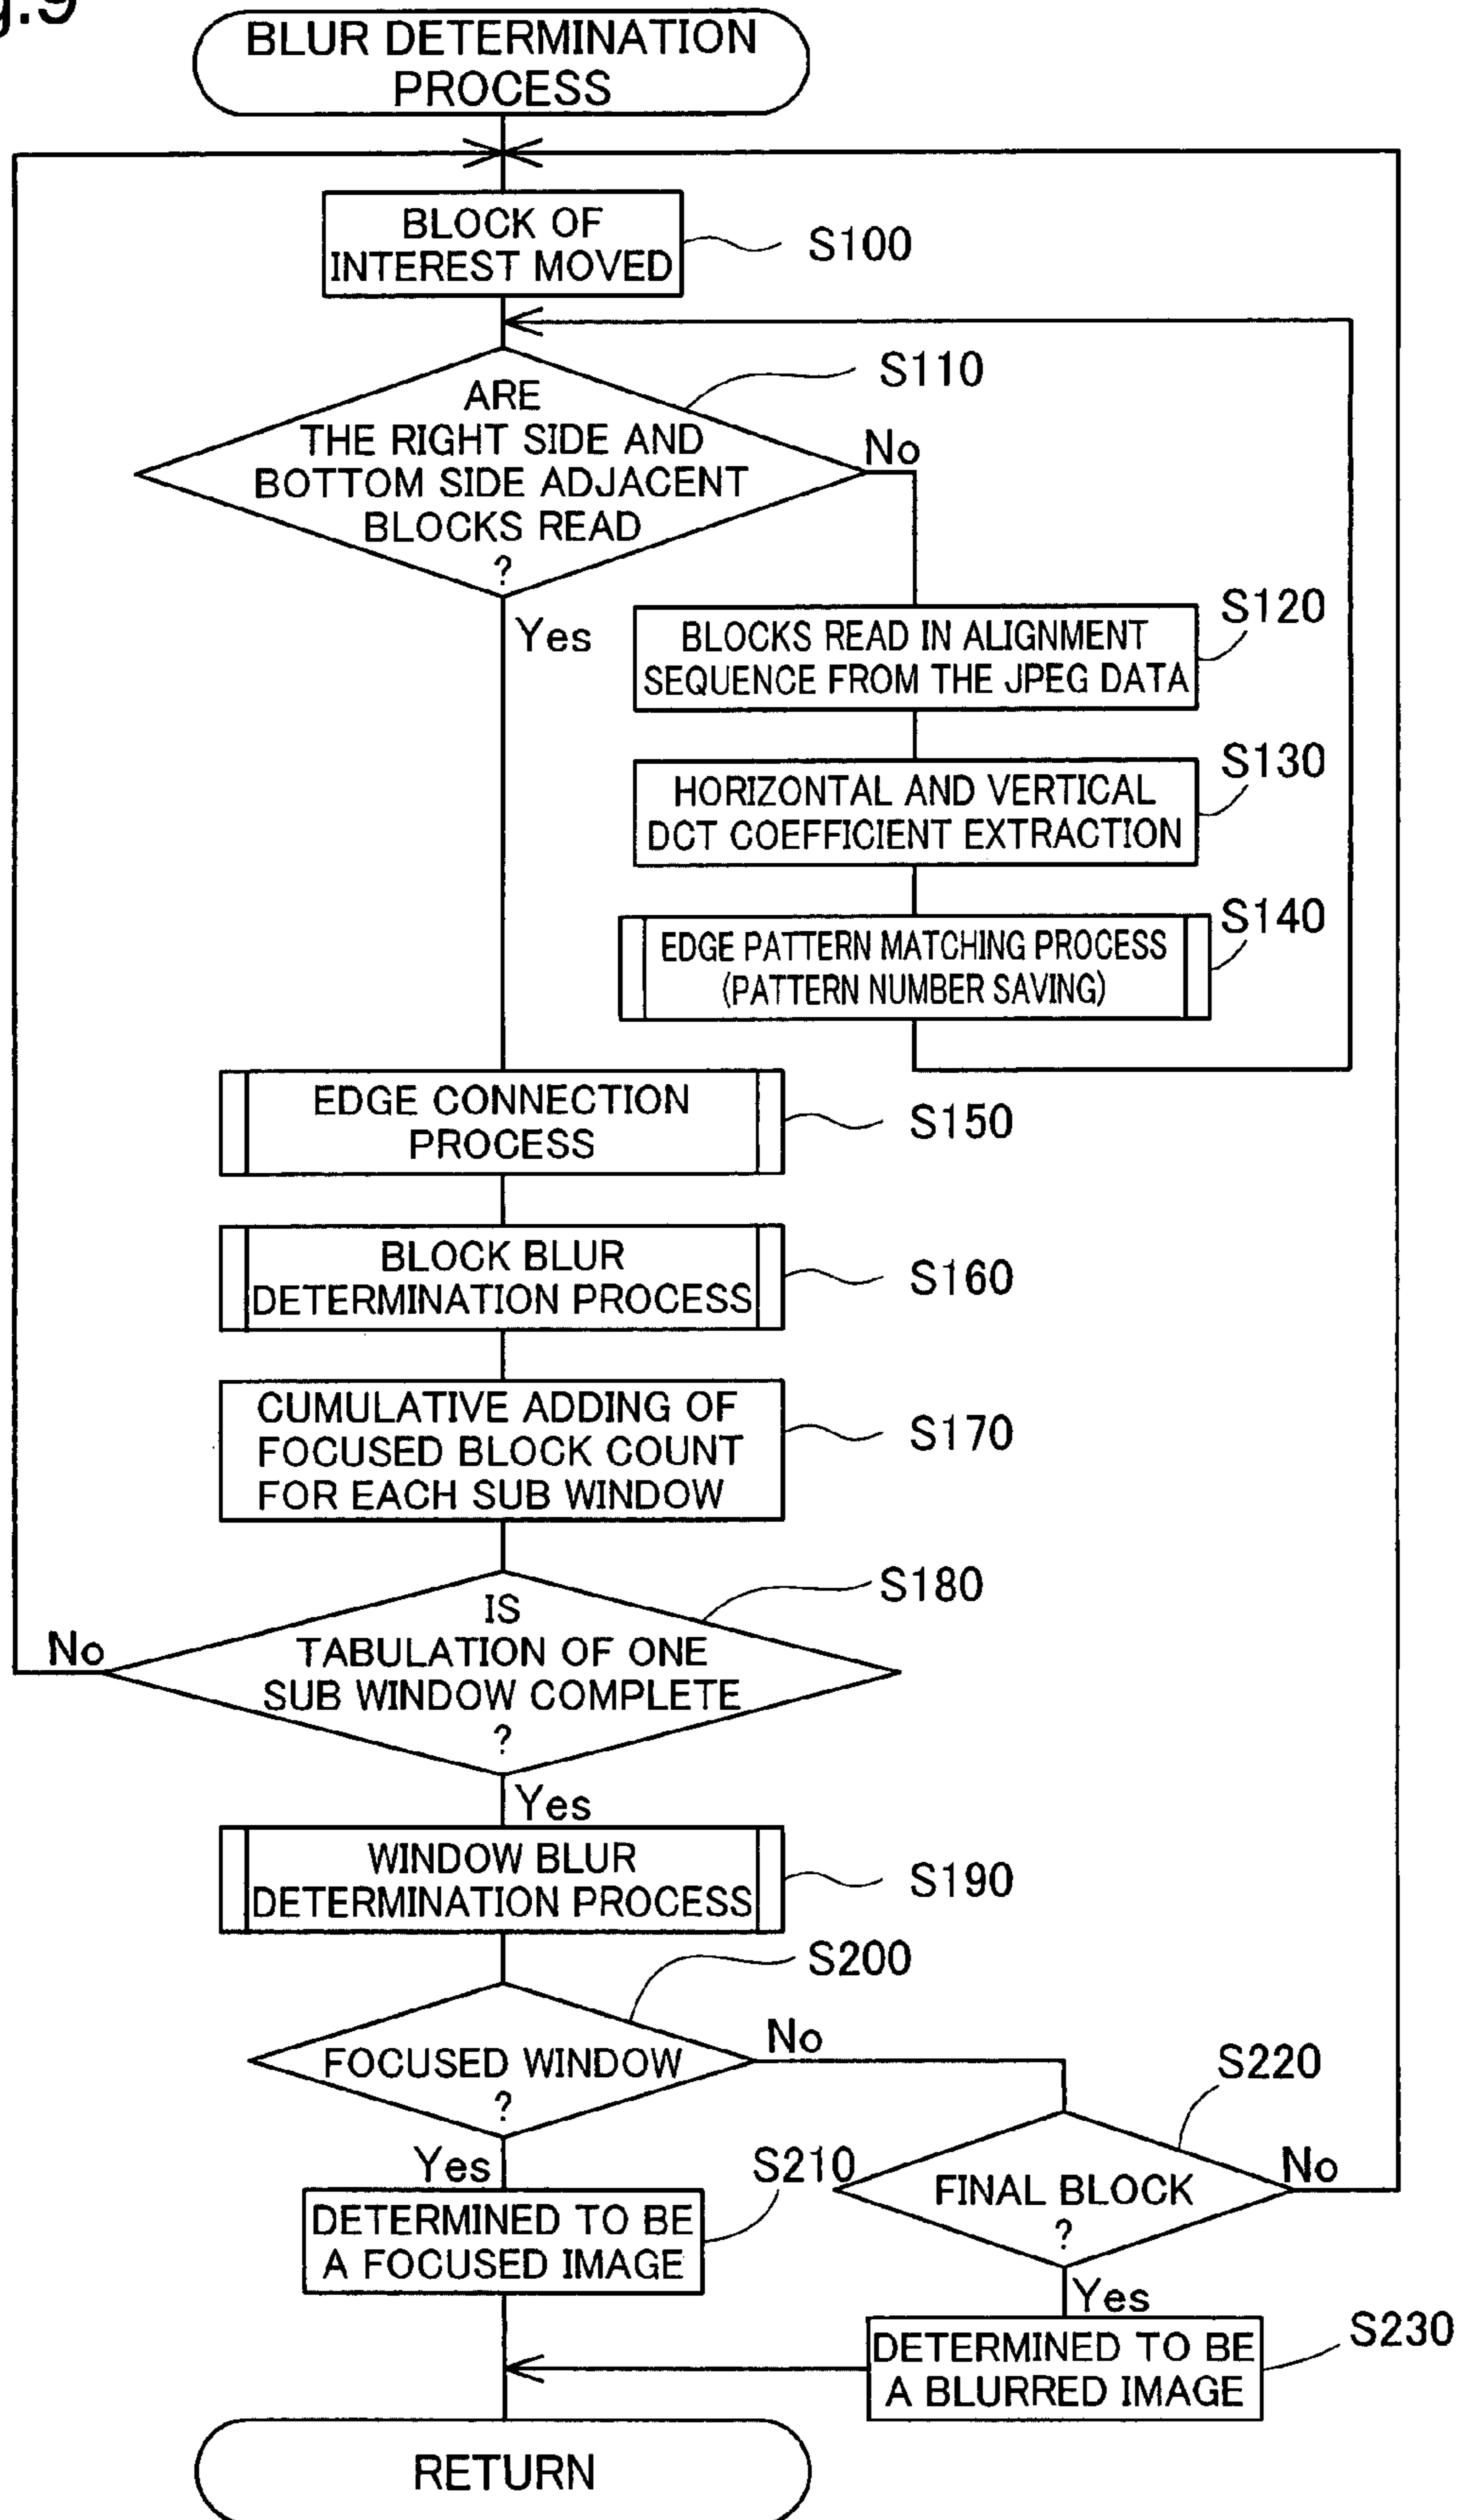 BLUR DETERMINATION
PROCESS
BLOCK OF
INTEREST MOVED
S100
ARE
THE RIGHT SIDE AND
BOTTOM SIDE ADJACENT
BLOCKS READ
?
S110
No
Yes
BLOCKS READ IN ALIGNMENT
SEQUENCE FROM THE JPEG DATA
S120
HORIZONTAL AND VERTICAL
DCT COEFFICIENT EXTRACTION
S130
EDGE PATTERN MATCHING PROCESS
(PATTERN NUMBER SAVING)
S140
EDGE CONNECTION
PROCESS
S150
BLOCK BLUR
DETERMINATION PROCESS
S160
CUMULATIVE ADDING OF
FOCUSED BLOCK COUNT
FOR EACH SUB WINDOW
S170
IS
TABULATION OF ONE
SUB WINDOW COMPLETE
?
S180
No
Yes
WINDOW BLUR
DETERMINATION PROCESS
S190
FOCUSED WINDOW
?
S200
No
Yes
DETERMINED TO BE
A FOCUSED IMAGE
S210
FINAL BLOCK
?
S220
No
Yes
DETERMINED TO BE
A BLURRED IMAGE
S230
RETURN